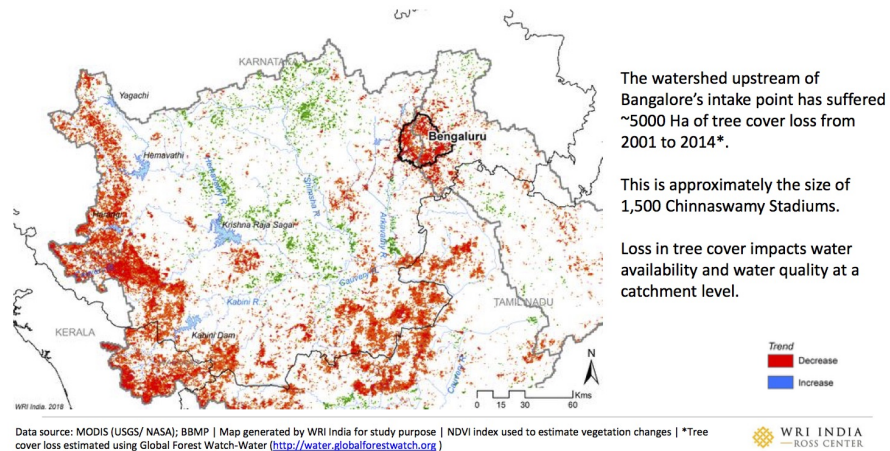 KARNATAKA
Yagachi
Bengaluru
Hemavathi
Harangi
Shimsha R.
Arkavathy R.
Krishna Raja Sagar
Kabini R.
TAMIL NADU
KERALA
Kabini Dam
N
Kms
0 15 30 60
WRI India, 2018
The watershed upstream of
Bangalore’s intake point has suffered
~5000 Ha of tree cover loss from
2001 to 2014*.
This is approximately the size of
1,500 Chinnaswamy Stadiums.
Loss in tree cover impacts water
availability and water quality at a
catchment level.
Trend
Decrease
Increase
Data source: MODIS (USGS/ NASA); BBMP | Map generated by WRI India for study purpose | NDVI index used to estimate vegetation changes | *Tree
cover loss estimated using Global Forest Watch-Water (http://water.globalforestwatch.org )
WRI INDIA
ROSS CENTER